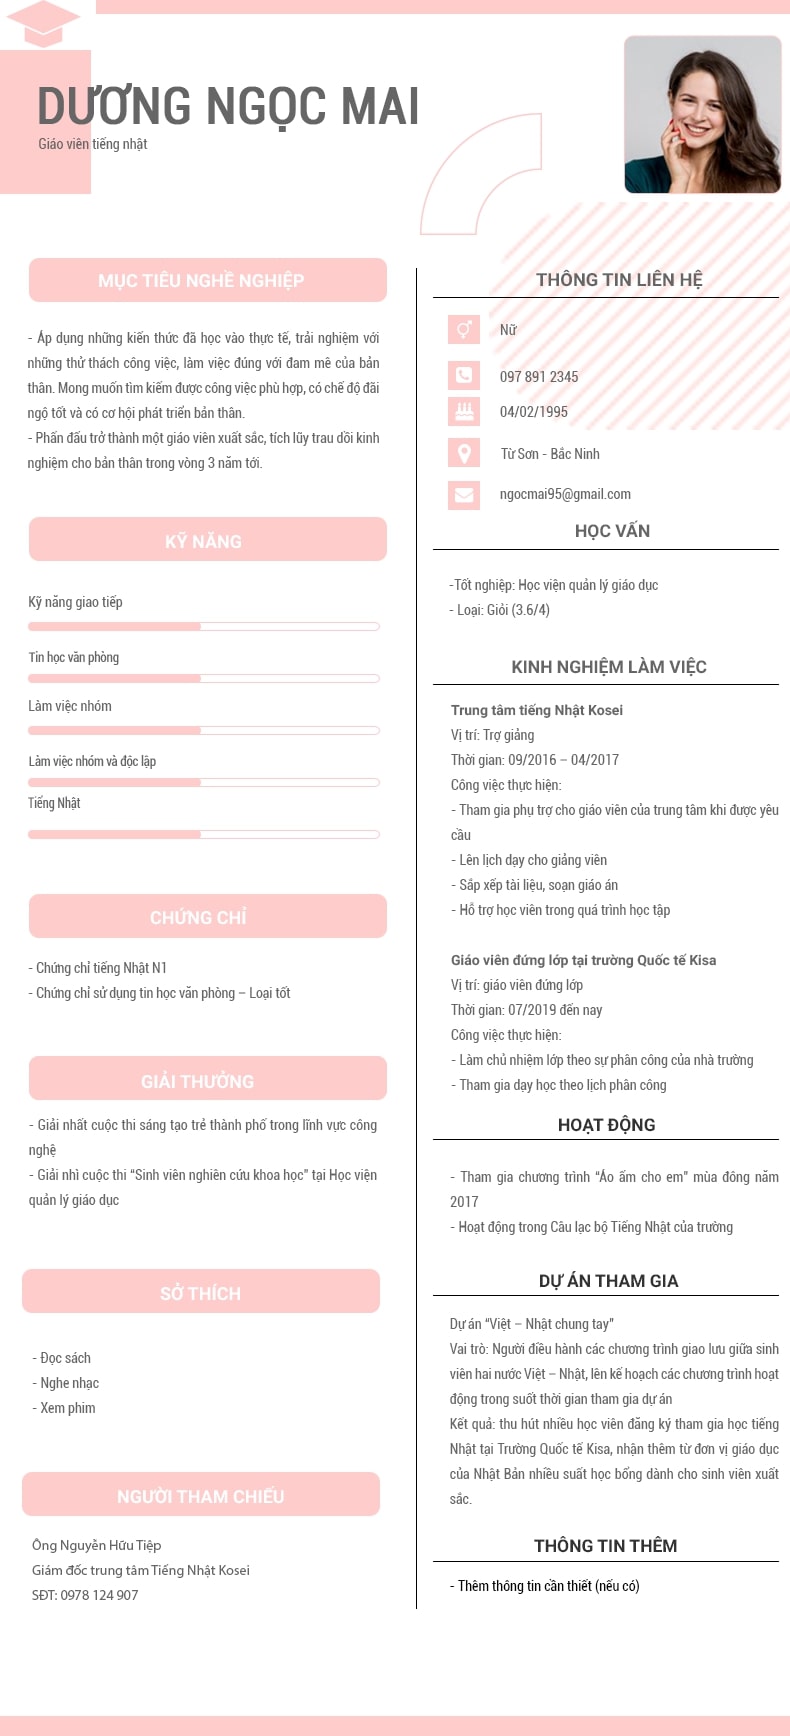 DƯƠNG NGỌC MAI
Giáo viên tiếng nhật
MỤC TIÊU NGHỀ NGHIỆP
- Áp dụng những kiến thức đã học vào thực tế, trải nghiệm với
những thử thách công việc, làm việc đúng với đam mê của bản
thân. Mong muốn tìm kiếm được công việc phù hợp, có chế độ đãi
ngộ tốt và có cơ hội phát triển bản thân.
- Phấn đấu trở thành một giáo viên xuất sắc, tích lũy trau dồi kinh
nghiệm cho bản thân trong vòng 3 năm tới.
KỸ NĂNG
Kỹ năng giao tiếp
Tin học văn phòng
Làm việc nhóm
Làm việc nhóm và độc lập
Tiếng Nhật
CHỨNG CHỈ
- Chứng chỉ tiếng Nhật N1
- Chứng chỉ sử dụng tin học văn phòng – Loại tốt
GIẢI THƯỞNG
- Giải nhất cuộc thi sáng tạo trẻ thành phố trong lĩnh vực công
nghệ
- Giải nhì cuộc thi “Sinh viên nghiên cứu khoa học” tại Học viện
quản lý giáo dục
SỞ THÍCH
- Đọc sách
- Nghe nhạc
- Xem phim
NGƯỜI THAM CHIẾU
Ông Nguyễn Hữu Tiệp
Giám đốc trung tâm Tiếng Nhật Kosei
SĐT: 0978 124 907
THÔNG TIN LIÊN HỆ
Nữ
097 891 2345
04/02/1995
Từ Sơn - Bắc Ninh
ngocmai95@gmail.com
HỌC VẤN
-Tốt nghiệp: Học viện quản lý giáo dục
- Loại: Giỏi (3.6/4)
KINH NGHIỆM LÀM VIỆC
Trung tâm tiếng Nhật Kosei
Vị trí: Trợ giảng
Thời gian: 09/2016 – 04/2017
Công việc thực hiện:
- Tham gia phụ trợ cho giáo viên của trung tâm khi được yêu
cầu
- Lên lịch dạy cho giảng viên
- Sắp xếp tài liệu, soạn giáo án
- Hỗ trợ học viên trong quá trình học tập
Giáo viên đứng lớp tại trường Quốc tế Kisa
Vị trí: giáo viên đứng lớp
Thời gian: 07/2019 đến nay
Công việc thực hiện:
- Làm chủ nhiệm lớp theo sự phân công của nhà trường
- Tham gia dạy học theo lịch phân công
HOẠT ĐỘNG
- Tham gia chương trình “Áo ấm cho em” mùa đông năm
2017
- Hoạt động trong Câu lạc bộ Tiếng Nhật của trường
DỰ ÁN THAM GIA
Dự án “Việt – Nhật chung tay”
Vai trò: Người điều hành các chương trình giao lưu giữa sinh
viên hai nước Việt – Nhật, lên kế hoạch các chương trình hoạt
động trong suốt thời gian tham gia dự án
Kết quả: thu hút nhiều học viên đăng ký tham gia học tiếng
Nhật tại Trường Quốc tế Kisa, nhận thêm từ đơn vị giáo dục
của Nhật Bản nhiều suất học bổng dành cho sinh viên xuất
sắc.
THÔNG TIN THÊM
- Thêm thông tin cần thiết (nếu có)